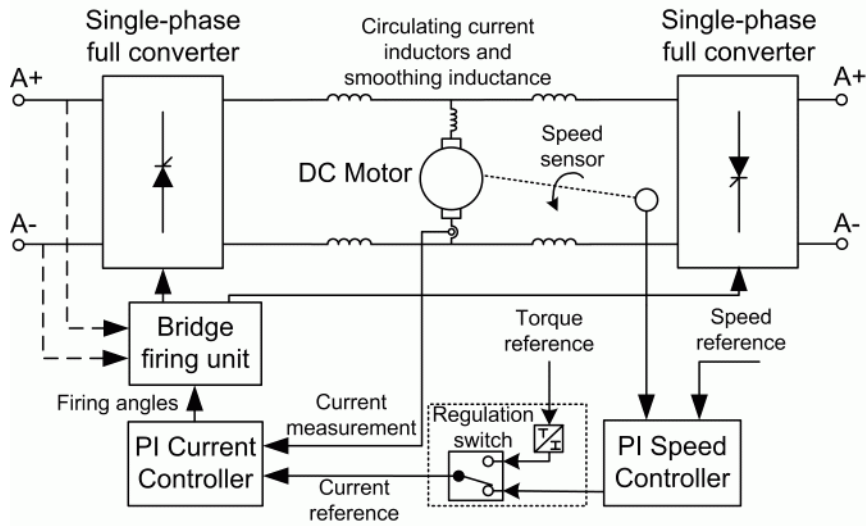 Single-phase
full converter
Circulating current
inductors and
smoothing inductance
Single-phase
full converter
A+
A+
DC Motor
Speed
sensor
A-
A-
Bridge
firing unit
Torque
reference
Speed
reference
Firing angles
Current
measurement
Regulation
switch
T
I
PI Current
Controller
PI Speed
Controller
Current
reference